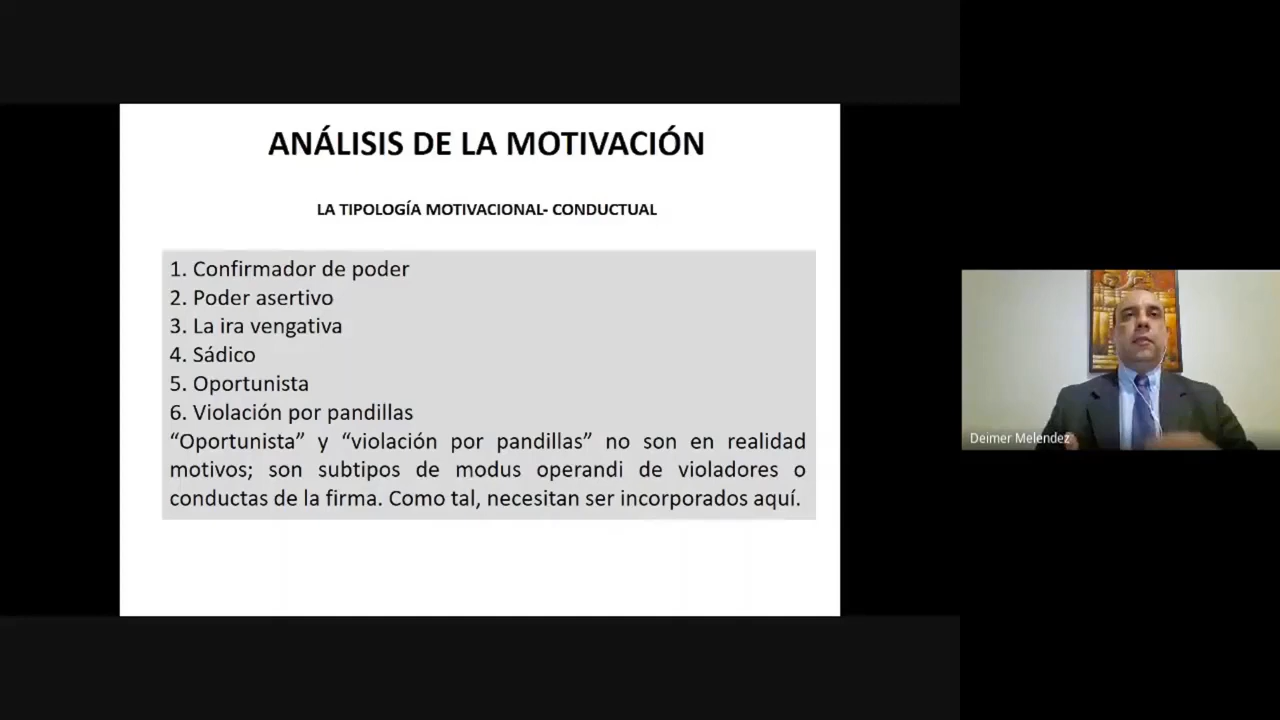 ANÁLISIS DE LA MOTIVACIÓN
LA TIPOLOGÍA MOTIVACIONAL- CONDUCTUAL
1. Confirmador de poder
2. Poder asertivo
3. La ira vengativa
4. Sádico
5. Oportunista
6. Violación por pandillas
“Oportunista” y “violación por pandillas” no son en realidad
motivos; son subtipos de modus operandi de violadores o
conductas de la firma. Como tal, necesitan ser incorporados aquí.
Deimer Melendez